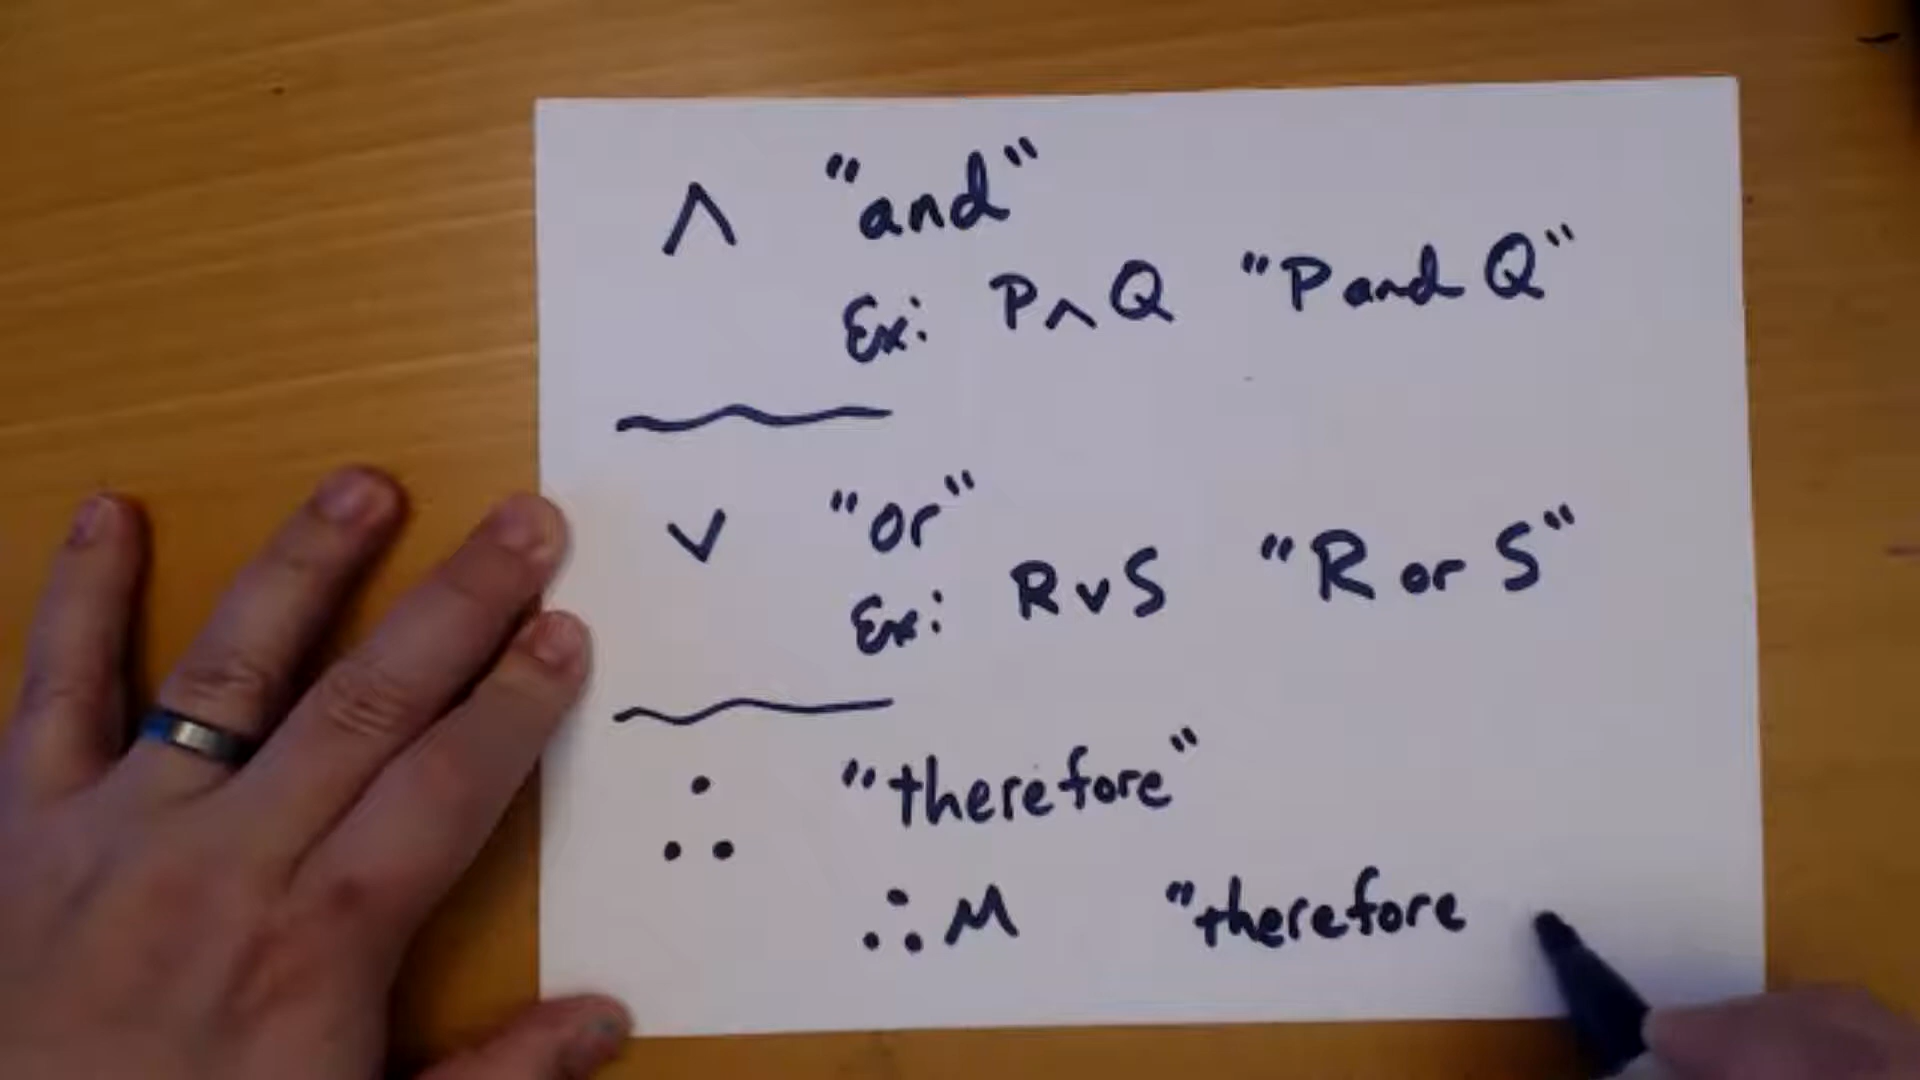 ∧ "and"
Ex: P∧Q "P and Q"
∨ "or"
Ex: R∨S "R or S"
∴ "therefore"
∴ M "therefore